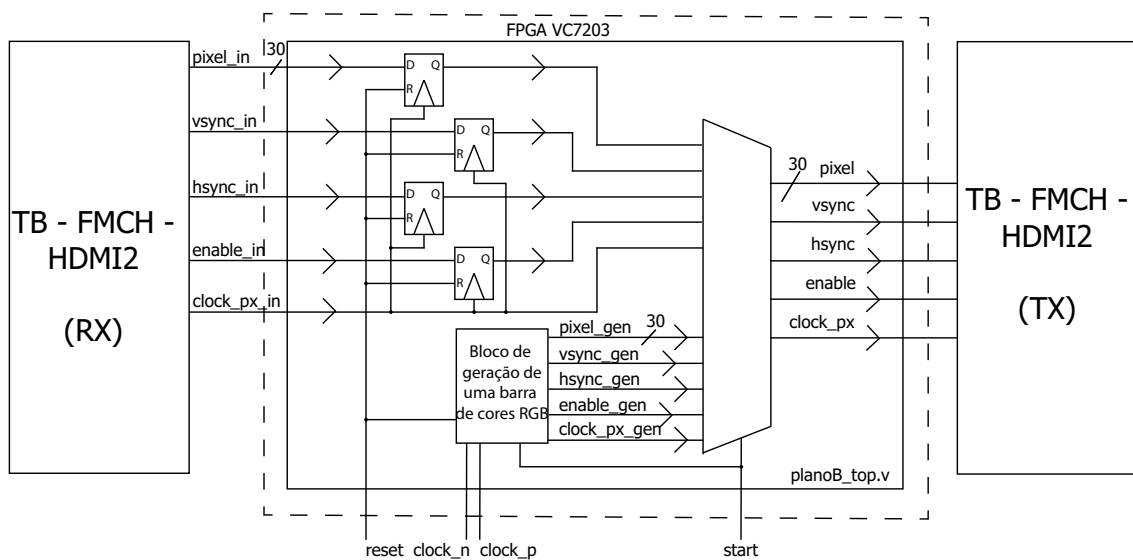 FPGA VC7203
TB - FMCH -
HDMI2
(RX)
pixel_in
30
vsync_in
hsync_in
enable_in
clock_px_in
D Q
R
D Q
R
D Q
R
D Q
R
Bloco de
geração de
uma barra
de cores RGB
pixel_gen
30
vsync_gen
hsync_gen
enable_gen
clock_px_gen
30
pixel
vsync
hsync
enable
clock_px
TB - FMCH -
HDMI2
(TX)
planoB_top.v
reset clock_n clock_p start